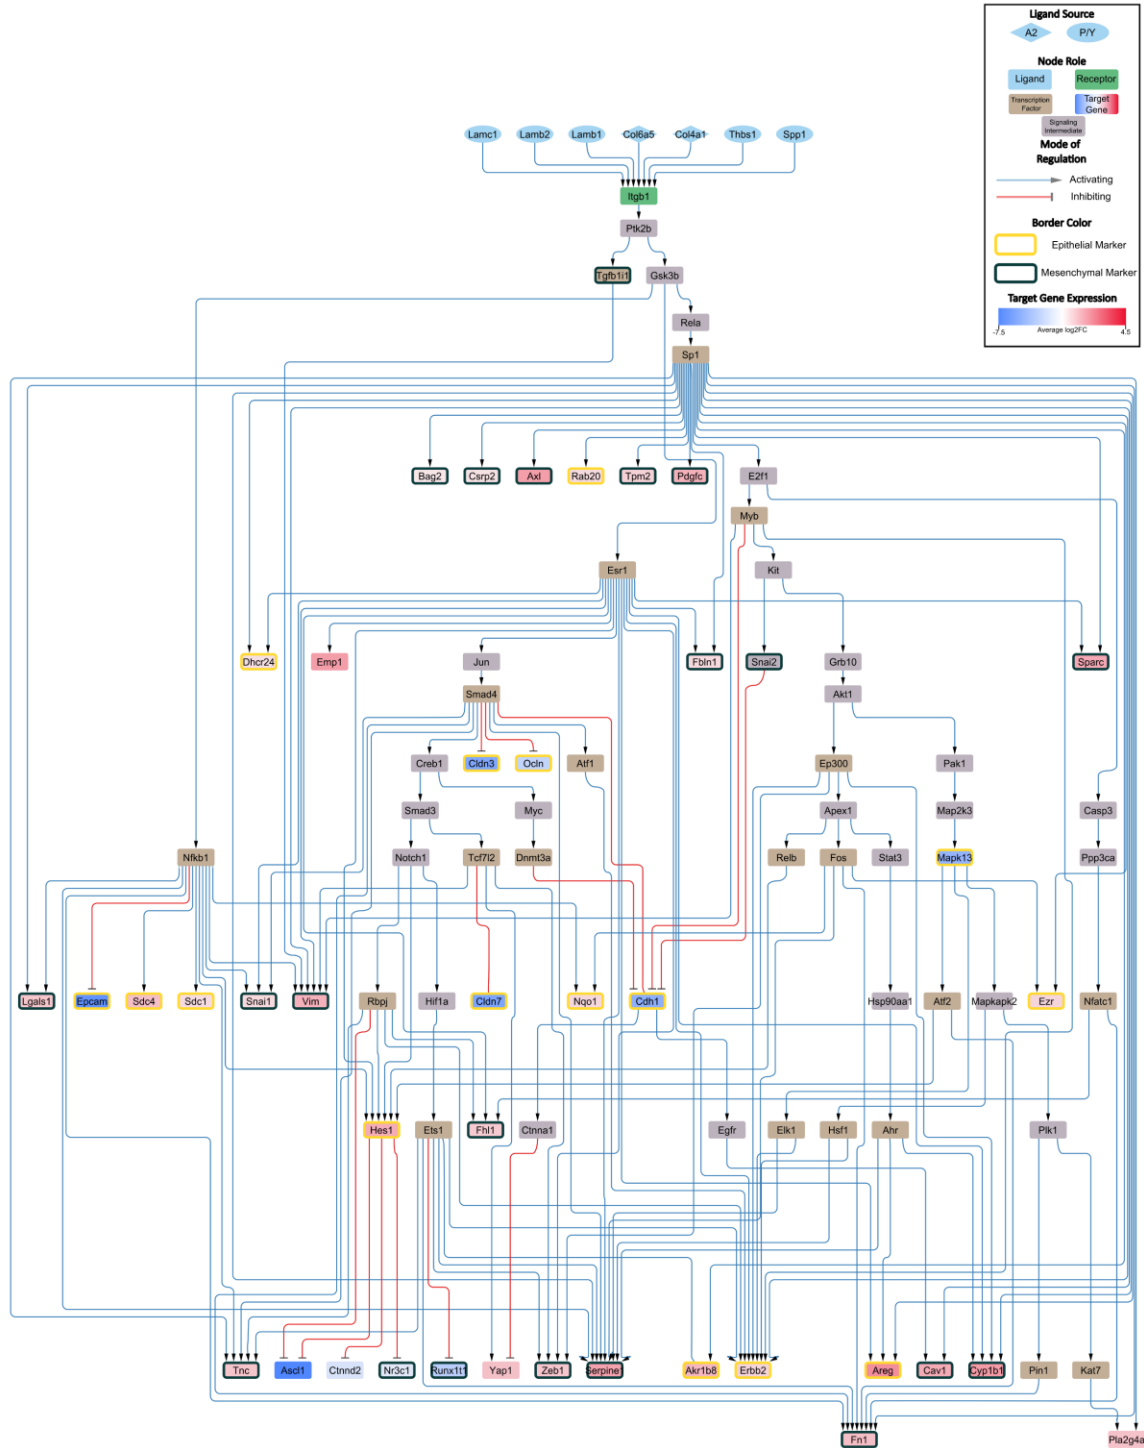 Ligand Source
A2 P/Y
Node Role
Ligand Receptor
Transcription Factor
Target Gene
Signaling Intermediate
Mode of
Regulation
Activating
Inhibiting
Border Color
Epithelial Marker
Mesenchymal Marker
Target Gene Expression
-7.5 Average log2FC 4.5
Lamc1 Lamb2 Lamb1 Col6a5 Col4a1 Thbs1 Spp1
Itgb1
Ptk2b
Tgfb1i1 Gsk3b
Rela
Sp1
Bag2 Csrp2 Axl Rab20 Tpm2 Pdgfc E2f1
Myb
Esr1 Kit
Dhcr24 Emp1 Jun Fbln1 Snai2 Grb10 Sparc
Smad4 Akt1
Creb1 Cldn3 Ocln Atf1 Ep300 Pak1
Smad3 Myc Apex1 Map2k3 Casp3
Nfkb1 Notch1 Tcf7l2 Dnmt3a Relb Fos Stat3 Mapk13 Ppp3ca
Lgals1 Epcam Sdc4 Sdc1 Snai1 Vim Rbpj Hif1a Cldn7 Nqo1 Cdh1 Hsp90aa1 Atf2 Mapkapk2 Ezr Nfatc1
Hes1 Ets1 Fhl1 Ctnna1 Egfr Elk1 Hsf1 Ahr Plk1
Tnc Ascl1 Ctnnd2 Nr3c1 Runx1t1 Yap1 Zeb1 Serpine1 Akr1b8 Erbb2 Areg Cav1 Cyp1b1 Pin1 Kat7
Fn1 Pla2g4a